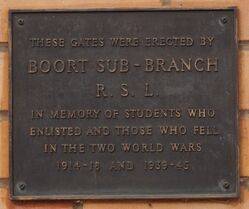 THESE GATES WERE ERECTED BY
BOORT SUB-BRANCH
R. S. L.
IN MEMORY OF STUDENTS WHO
ENLISTED AND THOSE WHO FELL
IN THE TWO WORLD WARS
1914-18 AND 1939-45.